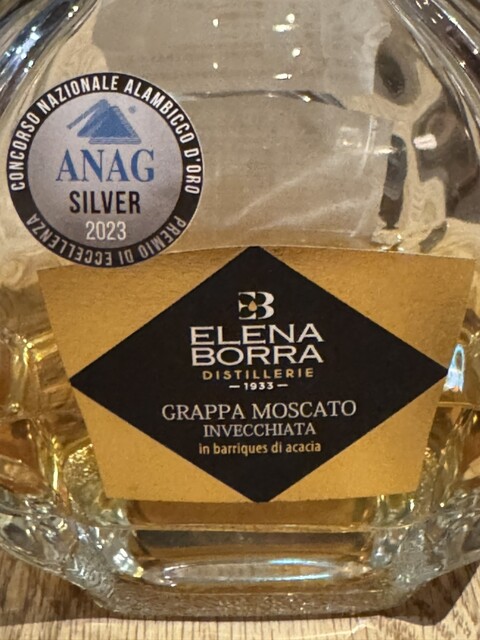 CONCORSO NAZIONALE ALAMBICCO D'ORO
ANAG
SILVER
2023
PREMIO DI ECCELLENZA
EB
ELENA
BORRA
DISTILLERIE
— 1933 —
GRAPPA MOSCATO
INVECCHIATA
in barriques di acacia